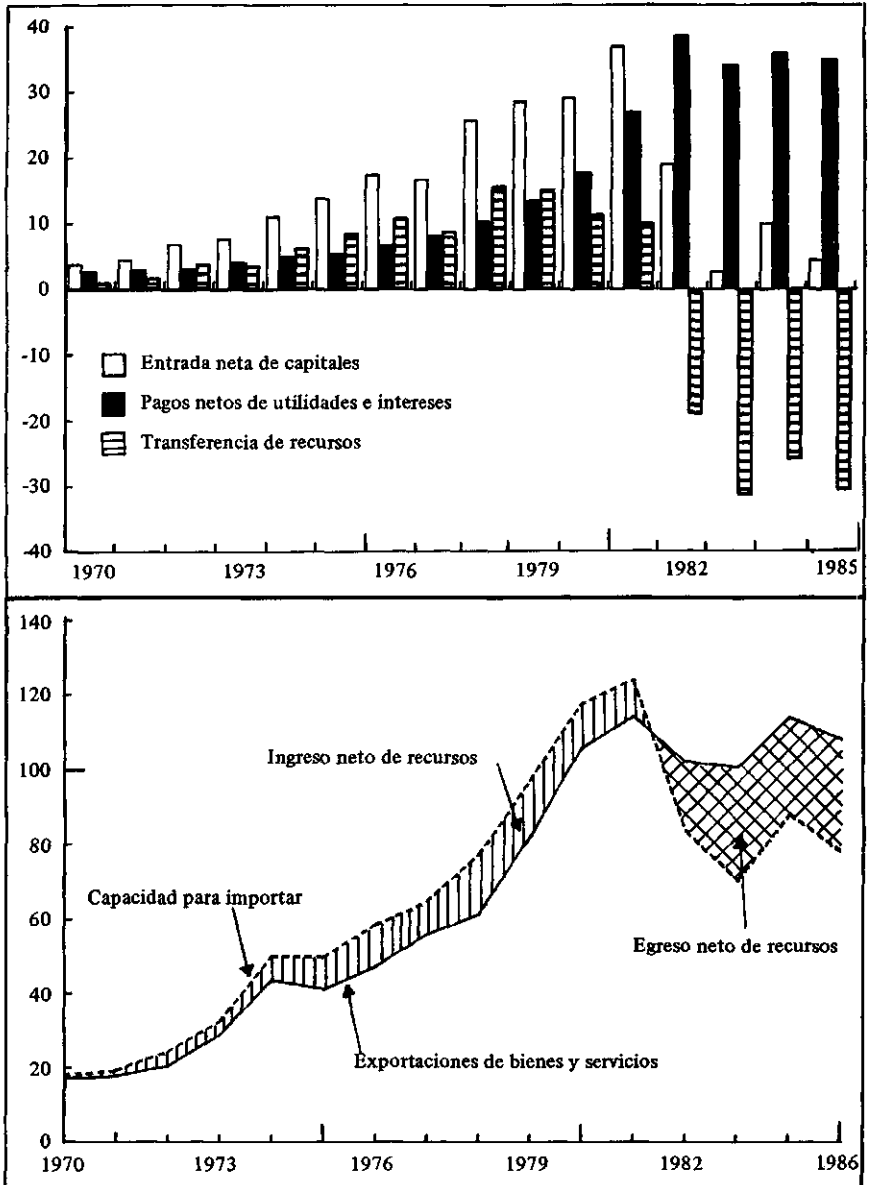 40
30
20
10
0
-10
-20
-30
-40
Entrada neta de capitales
Pagos netos de utilidades e intereses
Transferencia de recursos
1970 1973 1976 1979 1982 1985
140
120
100
80
60
40
20
0
Ingreso neto de recursos
Capacidad para importar
Egreso neto de recursos
Exportaciones de bienes y servicios
1970 1973 1976 1979 1982 1986